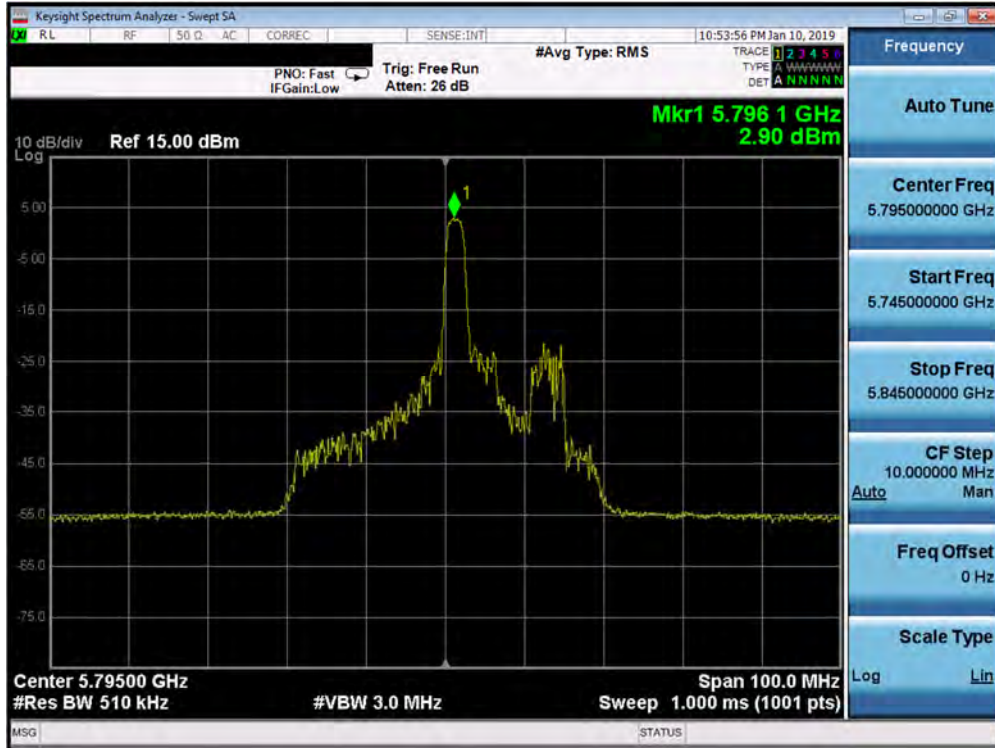 Keysight Spectrum Analyzer - Swept SA
LXI RL RF 50 Ω AC CORREC SENSE:INT 10:53:56 PM Jan 10, 2019
#Avg Type: RMS TRACE 1 2 3 4 5 6
PNO: Fast Trig: Free Run TYPE A WWWWW
IFGain:Low Atten: 26 dB DET A N N N N N
Mkr1 5.796 1 GHz
2.90 dBm
10 dB/div Ref 15.00 dBm
Log
1
5.00
-5.00
-15.0
-25.0
-35.0
-45.0
-55.0
-65.0
-75.0
Center 5.79500 GHz Span 100.0 MHz
#Res BW 510 kHz #VBW 3.0 MHz Sweep 1.000 ms (1001 pts)
MSG STATUS
Frequency
Auto Tune
Center Freq
5.795000000 GHz
Start Freq
5.745000000 GHz
Stop Freq
5.845000000 GHz
CF Step
10.000000 MHz
Auto Man
Freq Offset
0 Hz
Scale Type
Log Lin